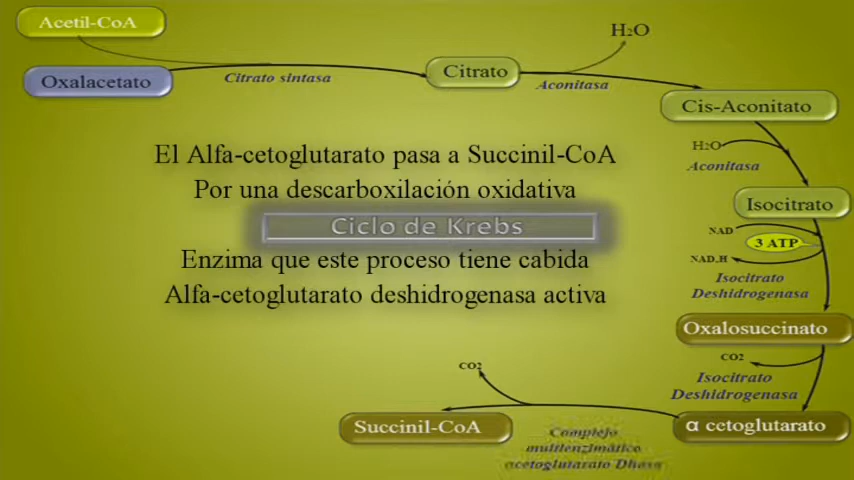 Acetil-CoA
Oxalacetato
Citrato sintasa
Citrato
H₂O
Aconitasa
Cis-Aconitato
H₂O
Aconitasa
Isocitrato
El Alfa-cetoglutarato pasa a Succinil-CoA
Por una descarboxilación oxidativa
Ciclo de Krebs
Enzima que este proceso tiene cabida
Alfa-cetoglutarato deshidrogenasa activa
NAD
3 ATP
NAD.H
Isocitrato
Deshidrogenasa
Oxalosuccinato
CO2
Isocitrato
Deshidrogenasa
α cetoglutarato
CO2
Complejo
multienzimático
αcetoglutarato Dhasa
Succinil-CoA